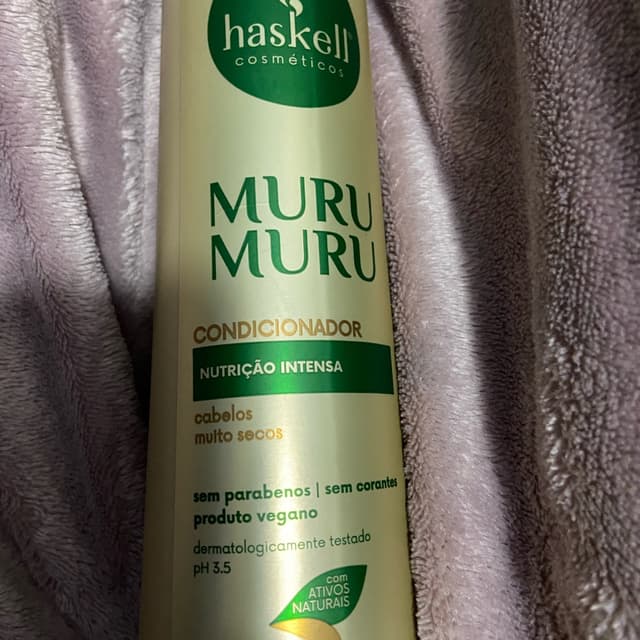 haskell
cosméticos
MURU
MURU
CONDICIONADOR
NUTRIÇÃO INTENSA
cabelos
muito secos
sem parabenos | sem corantes
produto vegano
dermatologicamente testado
pH 3.5
com
ATIVOS
NATURAIS